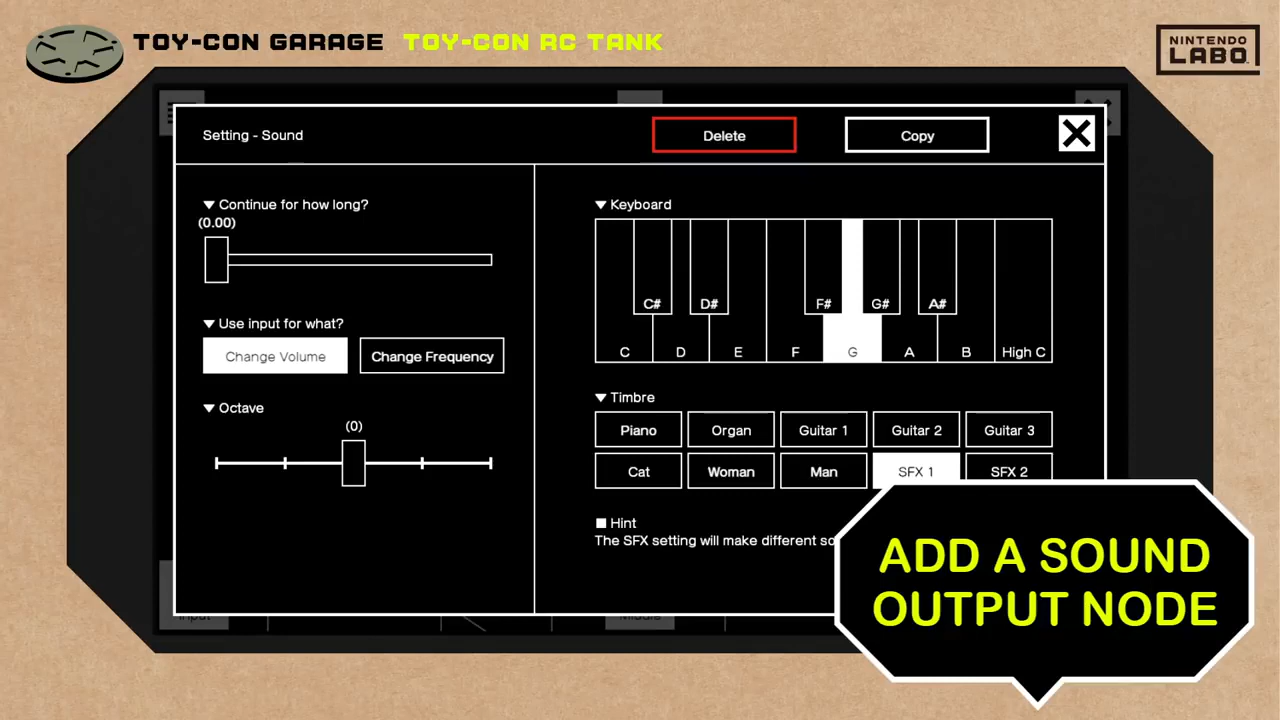 TOY-CON GARAGE TOY-CON RC TANK
NINTENDO
LABO
Setting - Sound
Delete
Copy
▼ Continue for how long?
(0.00)
▼ Use input for what?
Change Volume
Change Frequency
▼ Octave
(0)
▼ Keyboard
C# D# F# G# A#
C D E F G A B High C
▼ Timbre
Piano Organ Guitar 1 Guitar 2 Guitar 3
Cat Woman Man SFX 1 SFX 2
■ Hint
The SFX setting will make different
ADD A SOUND
OUTPUT NODE
Input
Middle